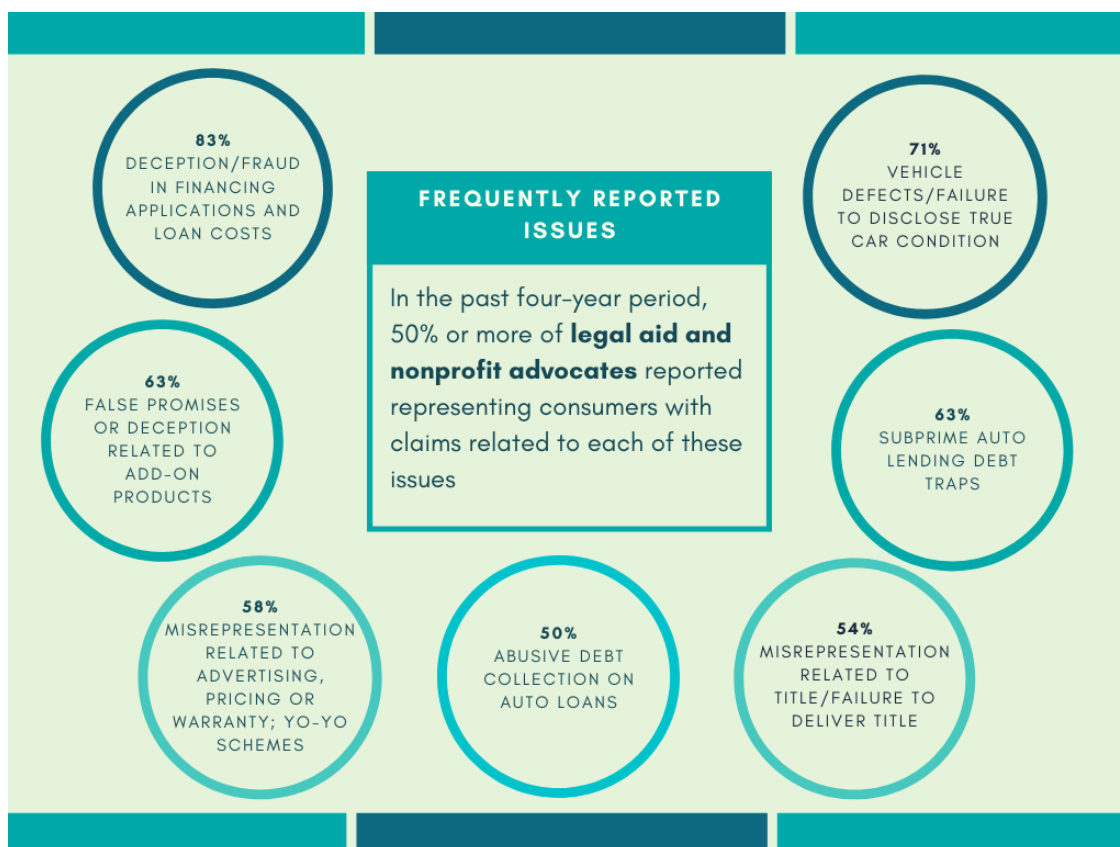 83%
DECEPTION/FRAUD
IN FINANCING
APPLICATIONS AND
LOAN COSTS
FREQUENTLY REPORTED
ISSUES
In the past four-year period,
50% or more of legal aid and
nonprofit advocates reported
representing consumers with
claims related to each of these
issues
71%
VEHICLE
DEFECTS/FAILURE
TO DISCLOSE TRUE
CAR CONDITION
63%
FALSE PROMISES
OR DECEPTION
RELATED TO
ADD-ON
PRODUCTS
63%
SUBPRIME AUTO
LENDING DEBT
TRAPS
58%
MISREPRESENTATION
RELATED TO
ADVERTISING,
PRICING OR
WARRANTY; YO-YO
SCHEMES
50%
ABUSIVE DEBT
COLLECTION ON
AUTO LOANS
54%
MISREPRESENTATION
RELATED TO
TITLE/FAILURE TO
DELIVER TITLE